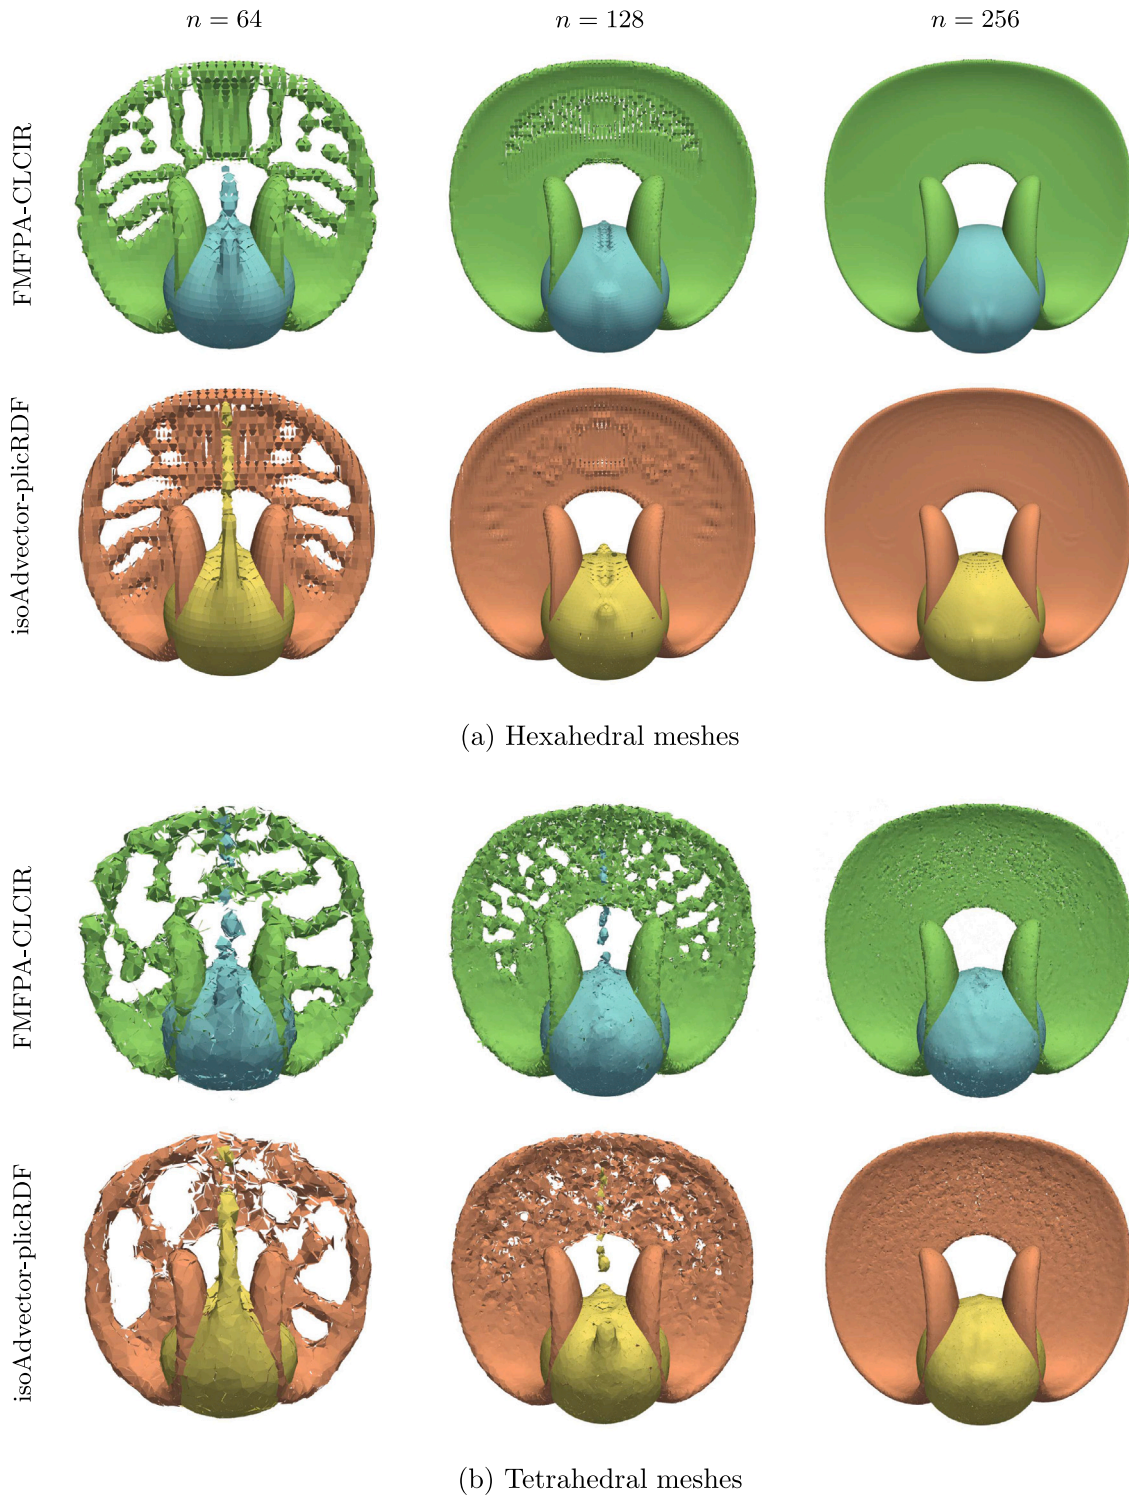 n = 64
n = 128
n = 256
FMFPA-CLCIR
isoAdvector-plicRDF
(a) Hexahedral meshes
FMFPA-CLCIR
isoAdvector-plicRDF
(b) Tetrahedral meshes